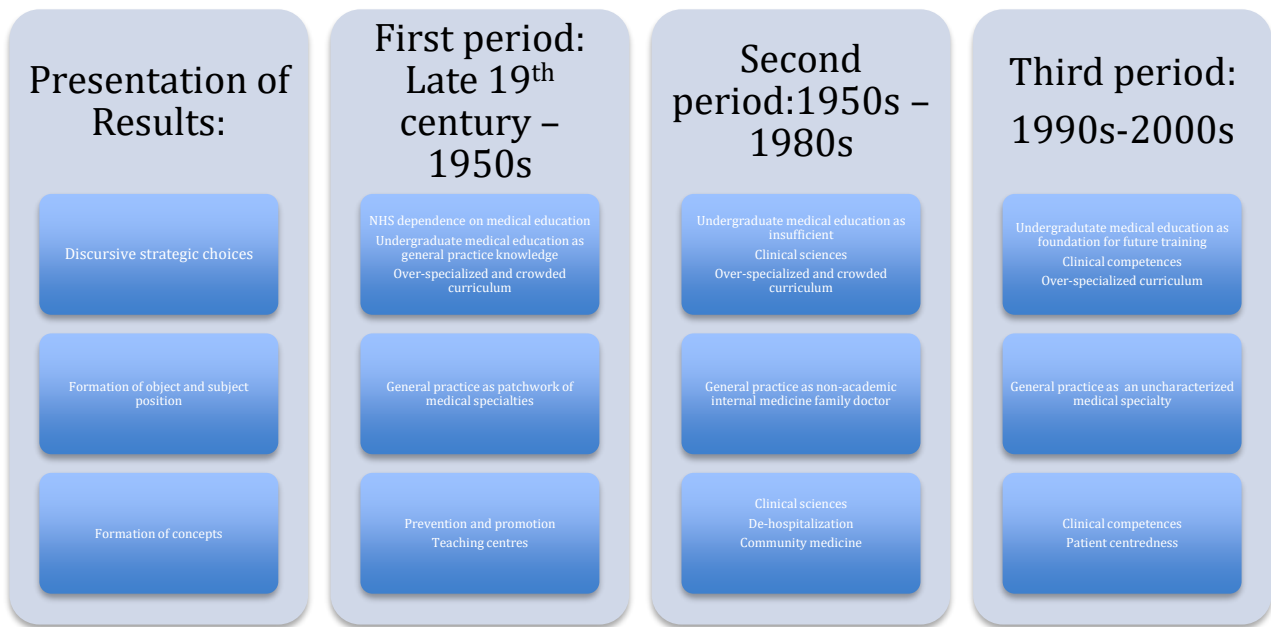 Presentation of
Results:
Discursive strategic choices
Formation of object and subject
position
Formation of concepts
First period:
Late 19th
century –
1950s
NHS dependence on medical education
Undergraduate medical education as
general practice knowledge
Over-specialized and crowded
curriculum
General practice as patchwork of
medical specialties
Prevention and promotion
Teaching centres
Second
period:1950s –
1980s
Undergraduate medical education as
insufficient
Clinical sciences
Over-specialized and crowded
curriculum
General practice as non-academic
internal medicine family doctor
Clinical sciences
De-hospitalization
Community medicine
Third period:
1990s-2000s
Undergradutate medical education as
foundation for future training
Clinical competences
Over-specialized curriculum
General practice as an uncharacterized
medical specialty
Clinical competences
Patient centredness